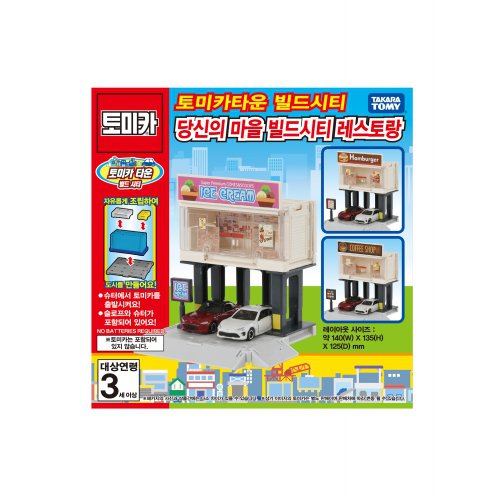 토미카
토미카타운 빌드시티
TAKARA
TOMY
당신의 마을 빌드시티 레스토랑
토미카 타운
빌드 시티
자유롭게 조립하여
도시를 만들어요!
슈터에서 토미카를
출발시켜요!
슬로프와 슈터가
포함되어 있어요!
NO BATTERIES REQUIRED
※토미카는 포함되어
있지 않습니다.
대상연령
3세 이상
ICE CREAM
ICE
Hamburger
COFFEE SHOP
레이아웃 사이즈 :
약 140(W) X 135(H)
X 125(D) mm